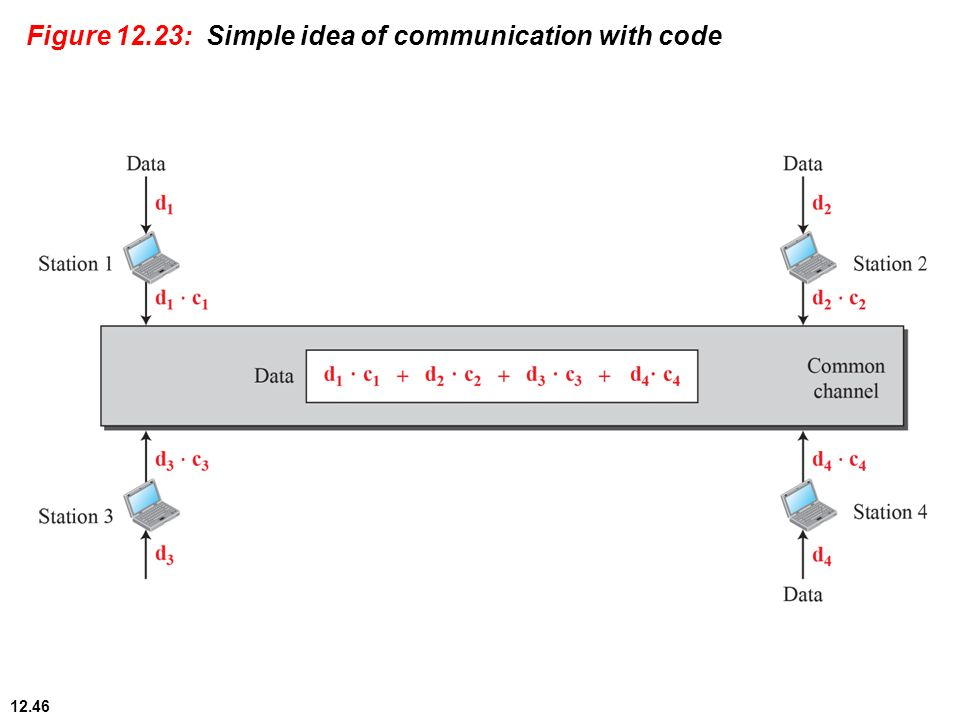 Figure 12.23: Simple idea of communication with code
Data Data
d₁ d₂
Station 1 Station 2
d₁ · c₁ d₂ · c₂
Data d₁ · c₁ + d₂ · c₂ + d₃ · c₃ + d₄· c₄ Common
channel
d₃ · c₃ d₄ · c₄
Station 3 Station 4
d₃ d₄
Data
12.46